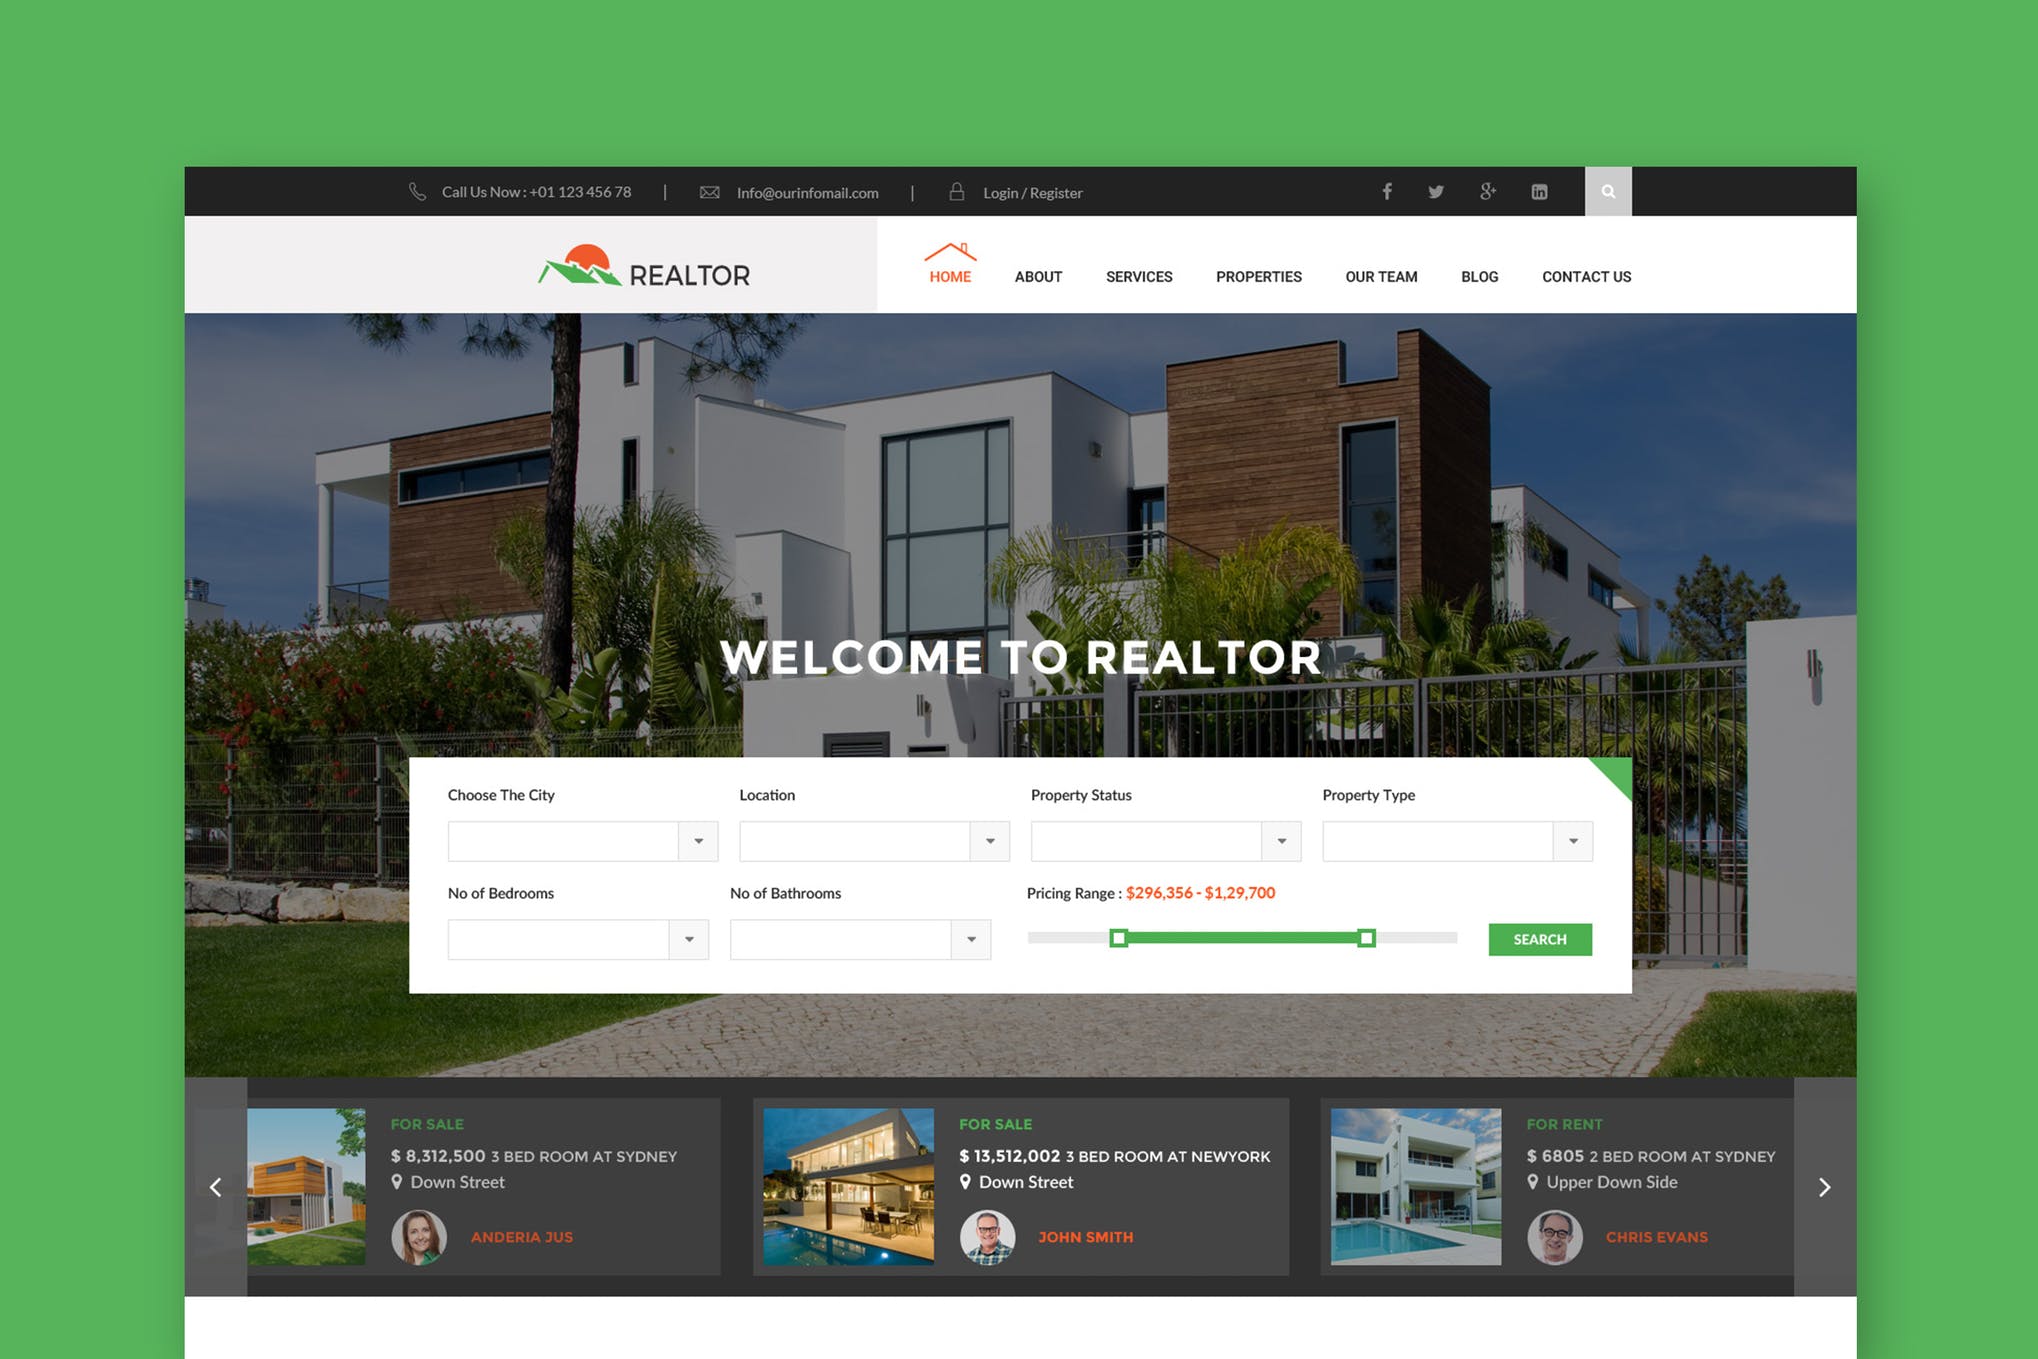 Call Us Now : +01 123 456 78 | Info@ourinfomail.com | Login / Register
REALTOR
HOME ABOUT SERVICES PROPERTIES OUR TEAM BLOG CONTACT US
WELCOME TO REALTOR
Choose The City Location Property Status Property Type
No of Bedrooms No of Bathrooms Pricing Range : $296,356 - $1,29,700
SEARCH
FOR SALE
$ 8,312,500 3 BED ROOM AT SYDNEY
Down Street
ANDERIA JUS
FOR SALE
$ 13,512,002 3 BED ROOM AT NEWYORK
Down Street
JOHN SMITH
FOR RENT
$ 6805 2 BED ROOM AT SYDNEY
Upper Down Side
CHRIS EVANS